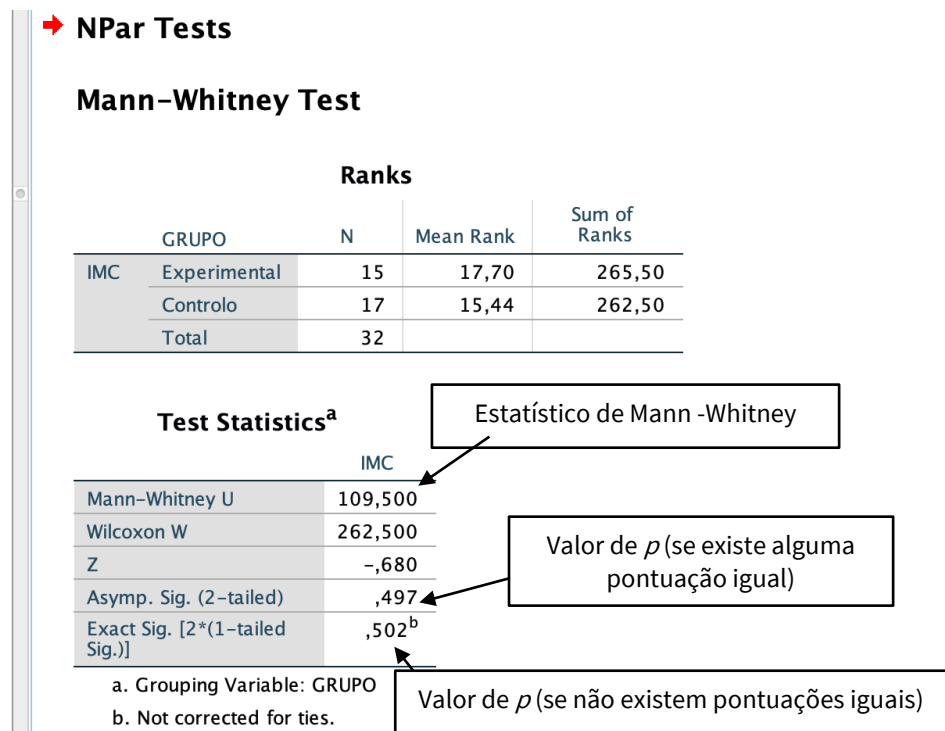 NPar Tests
Mann-Whitney Test
Ranks
GRUPO N Mean Rank Sum of Ranks
IMC Experimental 15 17,70 265,50
Controlo 17 15,44 262,50
Total 32
Estatístico de Mann -Whitney
Test Statisticsᵃ
IMC
Mann-Whitney U 109,500
Wilcoxon W 262,500
Z -,680
Asymp. Sig. (2-tailed) ,497
Exact Sig. [2*(1-tailed
Sig.)] ,502ᵇ
Valor de p (se existe alguma
pontuação igual)
a. Grouping Variable: GRUPO
b. Not corrected for ties.
Valor de p (se não existem pontuações iguais)